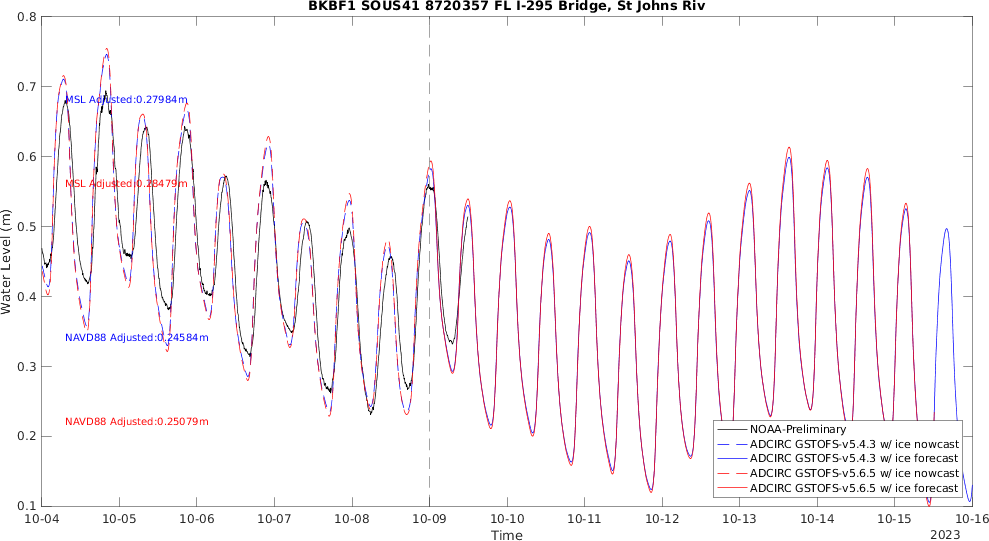 BKBF1 SOUS41 8720357 FL I-295 Bridge, St Johns Riv
0.8
0.7
0.6
0.5
0.4
0.3
0.2
0.1
Water Level (m)
MSL Adjusted:0.27984m
MSL Adjusted:0.28479m
NAVD88 Adjusted:0.24584m
NAVD88 Adjusted:0.25079m
NOAA-Preliminary
ADCIRC GSTOFS-v5.4.3 w/ ice nowcast
ADCIRC GSTOFS-v5.4.3 w/ ice forecast
ADCIRC GSTOFS-v5.6.5 w/ ice nowcast
ADCIRC GSTOFS-v5.6.5 w/ ice forecast
10-04 10-05 10-06 10-07 10-08 10-09 10-10 10-11 10-12 10-13 10-14 10-15 10-16
Time
2023